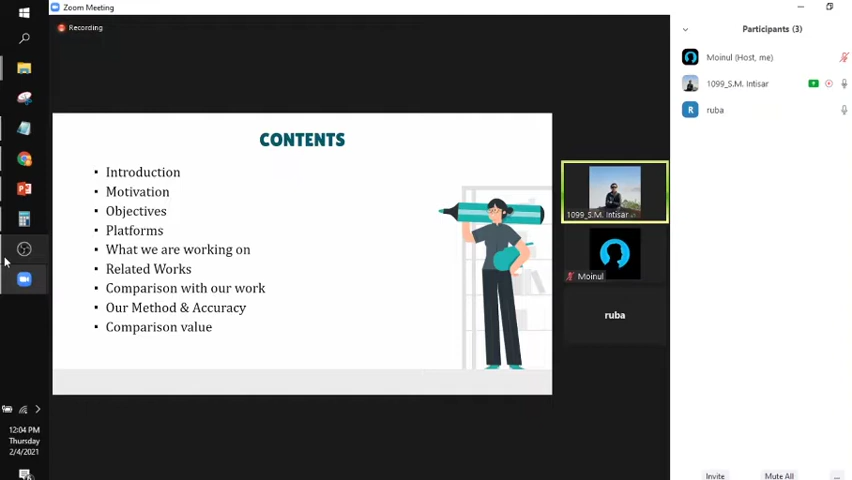 Zoom Meeting
Recording
CONTENTS
Introduction
Motivation
Objectives
Platforms
What we are working on
Related Works
Comparison with our work
Our Method & Accuracy
Comparison value
1099_S.M. Intisar
Moinul
ruba
Participants (3)
Moinul (Host, me)
1099_S.M. Intisar
R ruba
Invite
Mute All
...
12:04 PM
Thursday
2/4/2021